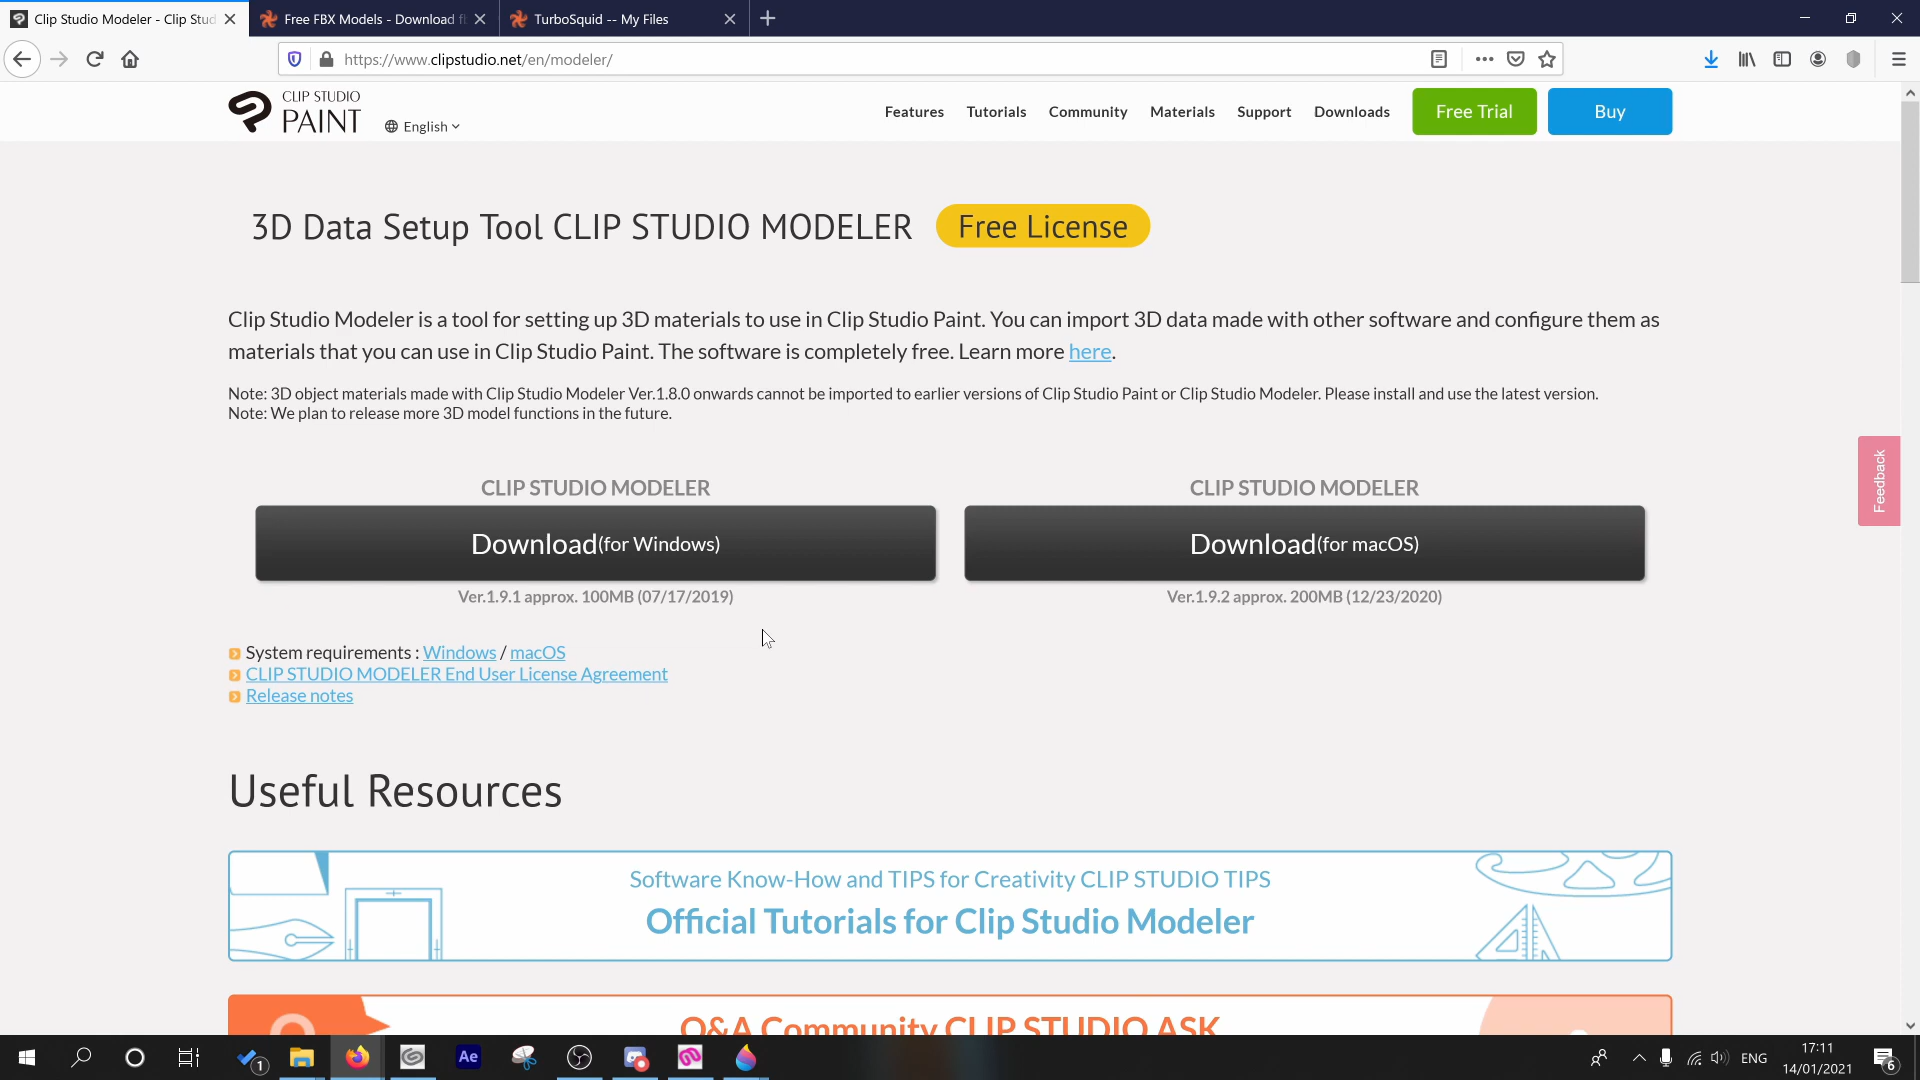 Clip Studio Modeler - Clip Stud
Free FBX Models - Download f
TurboSquid -- My Files
https://www.clipstudio.net/en/modeler/
CLIP STUDIO
PAINT
English
Features
Tutorials
Community
Materials
Support
Downloads
Free Trial
Buy
3D Data Setup Tool CLIP STUDIO MODELER
Free License
Clip Studio Modeler is a tool for setting up 3D materials to use in Clip Studio Paint. You can import 3D data made with other software and configure them as
materials that you can use in Clip Studio Paint. The software is completely free. Learn more here.
Note: 3D object materials made with Clip Studio Modeler Ver.1.8.0 onwards cannot be imported to earlier versions of Clip Studio Paint or Clip Studio Modeler. Please install and use the latest version.
Note: We plan to release more 3D model functions in the future.
Feedback
CLIP STUDIO MODELER
Download(for Windows)
Ver.1.9.1 approx. 100MB (07/17/2019)
CLIP STUDIO MODELER
Download(for macOS)
Ver.1.9.2 approx. 200MB (12/23/2020)
System requirements : Windows / macOS
CLIP STUDIO MODELER End User License Agreement
Release notes
Useful Resources
Software Know-How and TIPS for Creativity CLIP STUDIO TIPS
Official Tutorials for Clip Studio Modeler
Q&A Community CLIP STUDIO ASK
1
Ae
ENG
17:11
14/01/2021
6